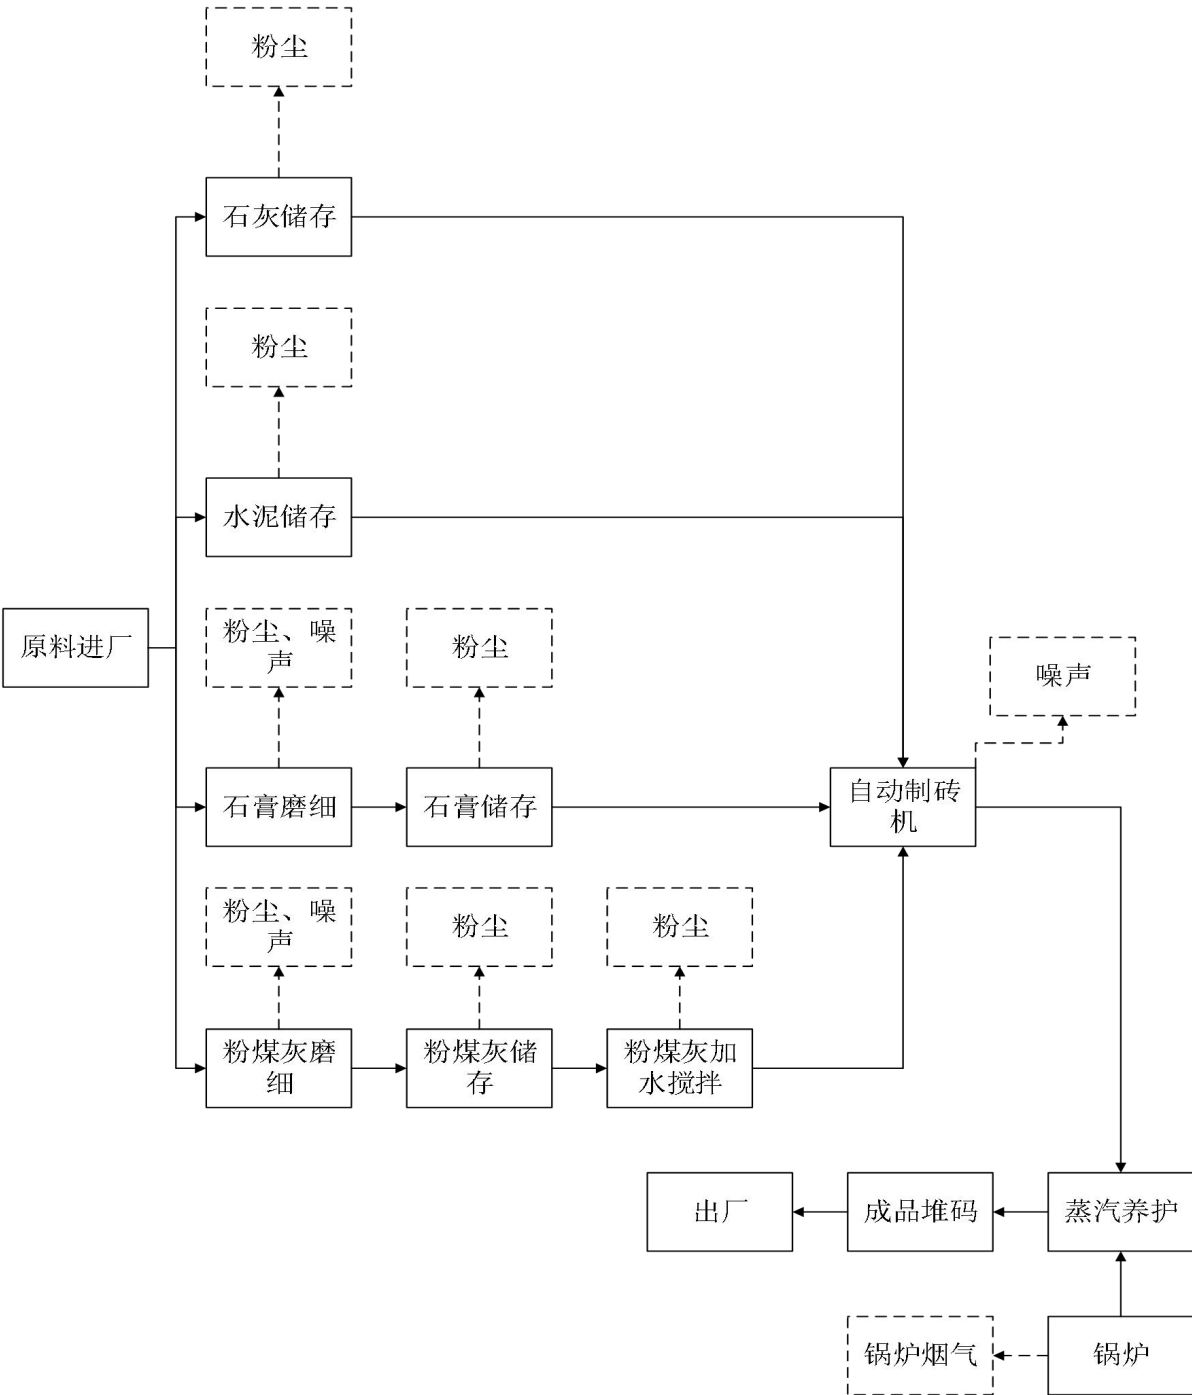 粉尘
石灰储存
粉尘
水泥储存
原料进厂
粉尘、噪
声
粉尘
噪声
石膏磨细
石膏储存
自动制砖
机
粉尘、噪
声
粉尘
粉尘
粉煤灰磨
细
粉煤灰储
存
粉煤灰加
水搅拌
出厂
成品堆码
蒸汽养护
锅炉烟气
锅炉